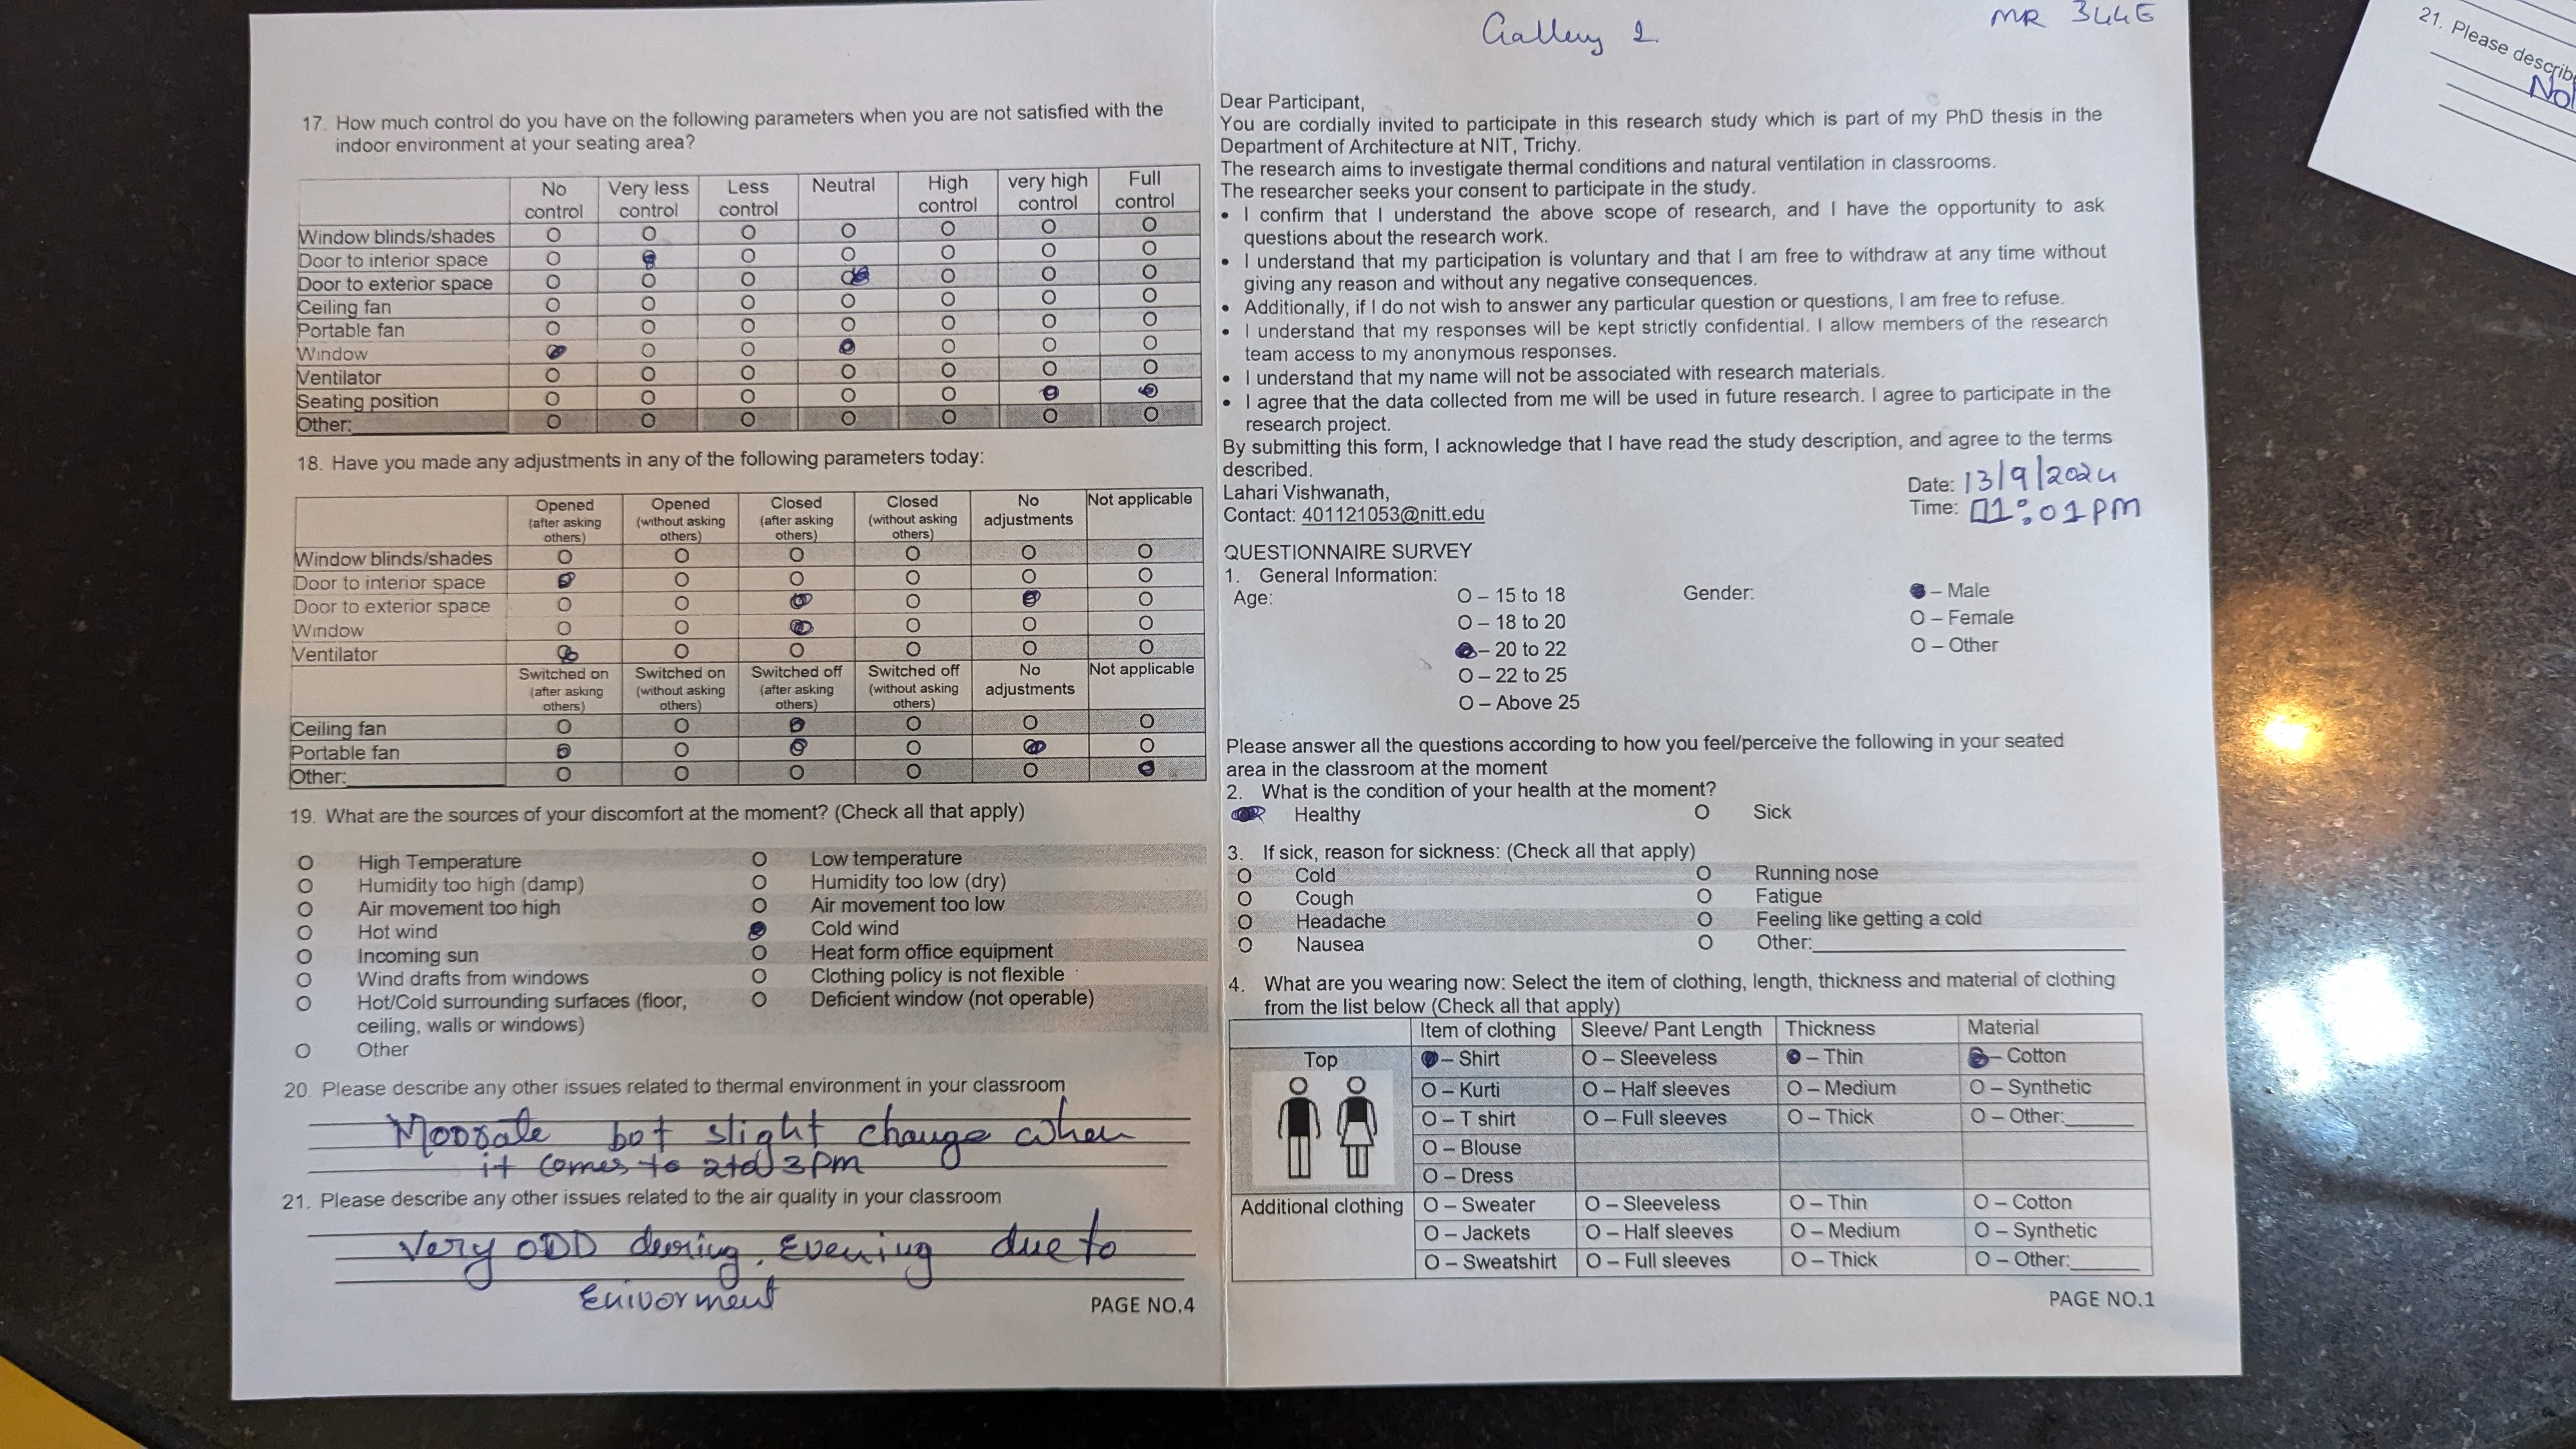 17. How much control do you have on the following parameters when you are not satisfied with the
indoor environment at your seating area?
No control Very less control Less control Neutral High control very high control Full control
Window blinds/shades O O O O O O O
Door to interior space O O O O O O
Door to exterior space O O O O O O
Ceiling fan O O O O O O O
Portable fan O O O O O O O
Window O O O O O
Ventilator O O O O O O O
Seating position O O O O O
Other: O O O O O O O
18. Have you made any adjustments in any of the following parameters today:
Opened (after asking others) Opened (without asking others) Closed (after asking others) Closed (without asking others) No adjustments Not applicable
Window blinds/shades O O O O O O
Door to interior space O O O O O
Door to exterior space O O O O
Window O O O O O
Ventilator O O O O O
Switched on (after asking others) Switched on (without asking others) Switched off (after asking others) Switched off (without asking others) No adjustments Not applicable
Ceiling fan O O O O O
Portable fan O O O
Other: O O O O O
19. What are the sources of your discomfort at the moment? (Check all that apply)
O High Temperature O Low temperature
O Humidity too high (damp) O Humidity too low (dry)
O Air movement too high O Air movement too low
O Hot wind Cold wind
O Incoming sun O Heat form office equipment
O Wind drafts from windows O Clothing policy is not flexible
O Hot/Cold surrounding surfaces (floor, O Deficient window (not operable)
ceiling, walls or windows)
O Other
20. Please describe any other issues related to thermal environment in your classroom
bot slight change when
it comes to 3pm
21. Please describe any other issues related to the air quality in your classroom
Very ODD during Evening due to
Enivorment
PAGE NO.4
Gallery 2
MR 344E
Dear Participant,
You are cordially invited to participate in this research study which is part of my PhD thesis in the
Department of Architecture at NIT, Trichy.
The research aims to investigate thermal conditions and natural ventilation in classrooms.
The researcher seeks your consent to participate in the study.
• I confirm that I understand the above scope of research, and I have the opportunity to ask
questions about the research work.
• I understand that my participation is voluntary and that I am free to withdraw at any time without
giving any reason and without any negative consequences.
• Additionally, if I do not wish to answer any particular question or questions, I am free to refuse.
• I understand that my responses will be kept strictly confidential. I allow members of the research
team access to my anonymous responses.
• I understand that my name will not be associated with research materials.
• I agree that the data collected from me will be used in future research. I agree to participate in the
research project.
By submitting this form, I acknowledge that I have read the study description, and agree to the terms
described.
Lahari Vishwanath,
Contact: 401121053@nitt.edu
Date: 13/9/2024
Time: 01:01PM
QUESTIONNAIRE SURVEY
1. General Information:
Age: O – 15 to 18 Gender: – Male
O – 18 to 20 O – Female
– 20 to 22 O – Other
O – 22 to 25
O – Above 25
Please answer all the questions according to how you feel/perceive the following in your seated
area in the classroom at the moment
2. What is the condition of your health at the moment?
Healthy O Sick
3. If sick, reason for sickness: (Check all that apply)
O Cold O Running nose
O Cough O Fatigue
O Headache O Feeling like getting a cold
O Nausea O Other:
4. What are you wearing now: Select the item of clothing, length, thickness and material of clothing
from the list below (Check all that apply)
Item of clothing Sleeve/ Pant Length Thickness Material
Top – Shirt O – Sleeveless – Thin – Cotton
O – Kurti O – Half sleeves O – Medium O – Synthetic
O – T shirt O – Full sleeves O – Thick O – Other:
O – Blouse
O – Dress
Additional clothing O – Sweater O – Sleeveless O – Thin O – Cotton
O – Jackets O – Half sleeves O – Medium O – Synthetic
O – Sweatshirt O – Full sleeves O – Thick O – Other:
PAGE NO.1
21. Please describ